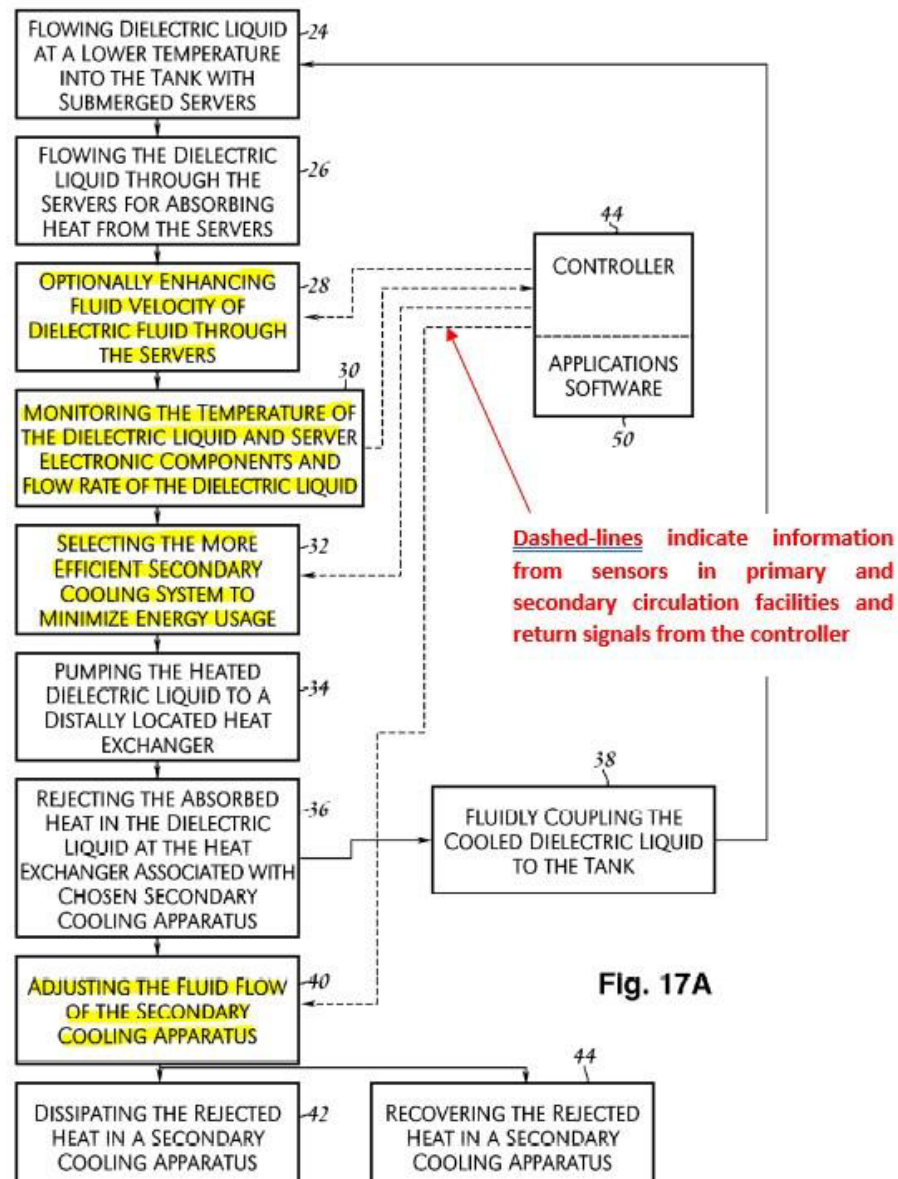 FLOWING DIELECTRIC LIQUID
AT A LOWER TEMPERATURE
INTO THE TANK WITH
SUBMERGED SERVERS
24
FLOWING THE DIELECTRIC
LIQUID THROUGH THE
SERVERS FOR ABSORBING
HEAT FROM THE SERVERS
26
OPTIONALLY ENHANCING
FLUID VELOCITY OF
DIELECTRIC FLUID THROUGH
THE SERVERS
28
MONITORING THE TEMPERATURE OF
THE DIELECTRIC LIQUID AND SERVER
ELECTRONIC COMPONENTS AND
FLOW RATE OF THE DIELECTRIC LIQUID
30
SELECTING THE MORE
EFFICIENT SECONDARY
COOLING SYSTEM TO
MINIMIZE ENERGY USAGE
32
PUMPING THE HEATED
DIELECTRIC LIQUID TO A
DISTALLY LOCATED HEAT
EXCHANGER
34
REJECTING THE ABSORBED
HEAT IN THE DIELECTRIC
LIQUID AT THE HEAT
EXCHANGER ASSOCIATED WITH
CHOSEN SECONDARY
COOLING APPARATUS
36
ADJUSTING THE FLUID FLOW
OF THE SECONDARY
COOLING APPARATUS
40
DISSIPATING THE REJECTED
HEAT IN A SECONDARY
COOLING APPARATUS
42
44
RECOVERING THE REJECTED
HEAT IN A SECONDARY
COOLING APPARATUS
44
CONTROLLER
APPLICATIONS
SOFTWARE
50
Dashed-lines indicate information
from sensors in primary and
secondary circulation facilities and
return signals from the controller
38
FLUIDLY COUPLING THE
COOLED DIELECTRIC LIQUID
TO THE TANK
Fig. 17A